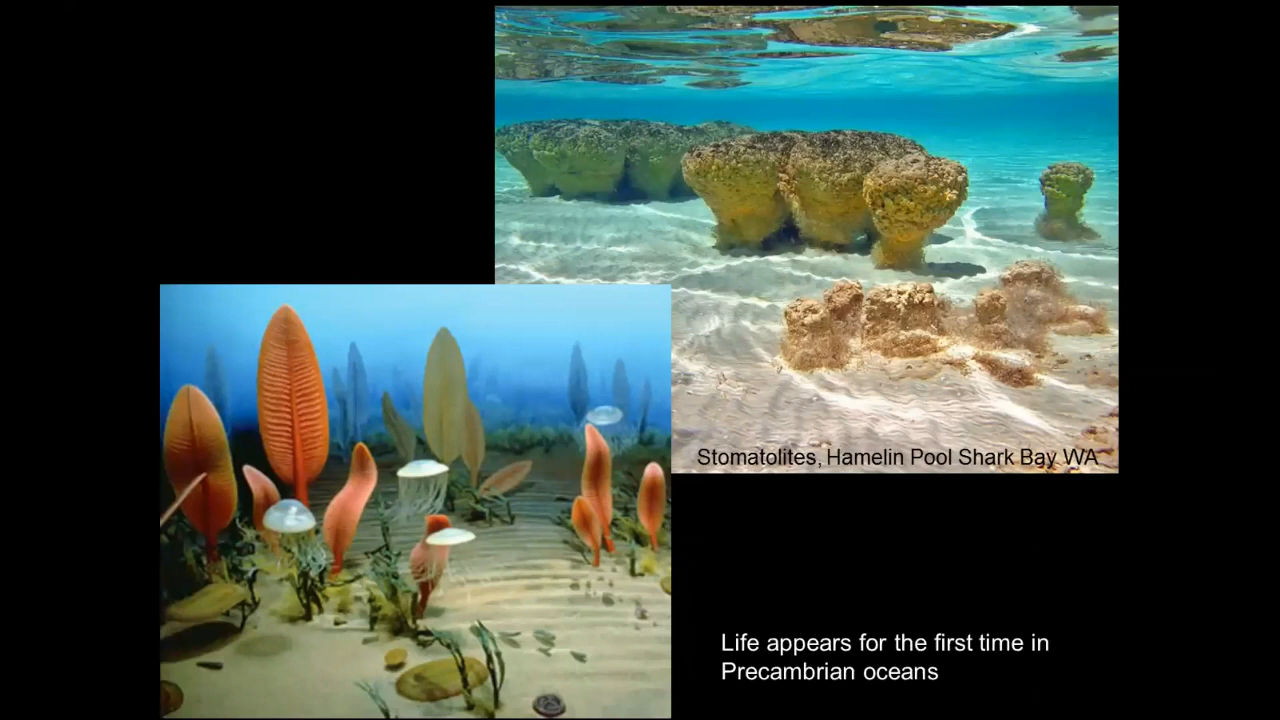 Stomatolites, Hamelin Pool Shark Bay WA
Life appears for the first time in
Precambrian oceans